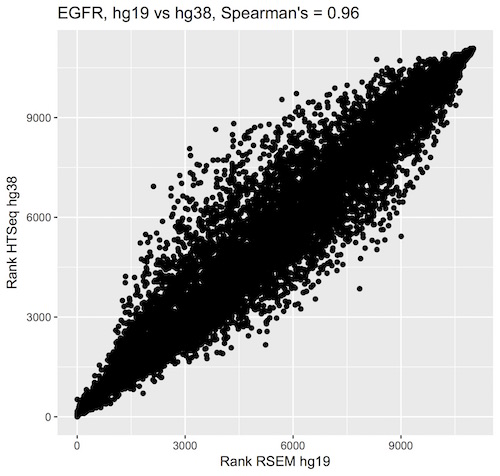 EGFR, hg19 vs hg38, Spearman's = 0.96
9000
6000
3000
0
Rank HTSeq hg38
0 3000 6000 9000
Rank RSEM hg19